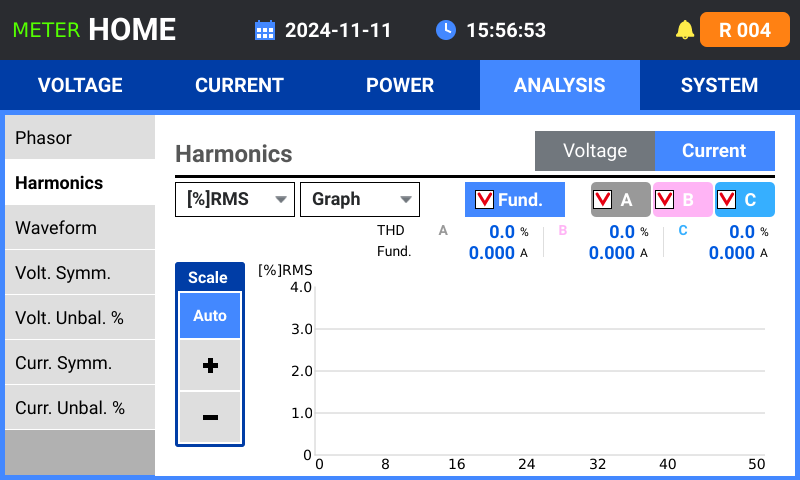 METER HOME 2024-11-11 15:56:53 R 004
VOLTAGE CURRENT POWER ANALYSIS SYSTEM
Phasor
Harmonics
Waveform
Volt. Symm.
Volt. Unbal. %
Curr. Symm.
Curr. Unbal. %
Harmonics Voltage Current
[%]RMS Graph Fund. A B C
THD A 0.0 % B 0.0 % C 0.0 %
Fund. 0.000 A 0.000 A 0.000 A
Scale
Auto
+
−
[%]RMS
4.0
3.0
2.0
1.0
0
0 8 16 24 32 40 50